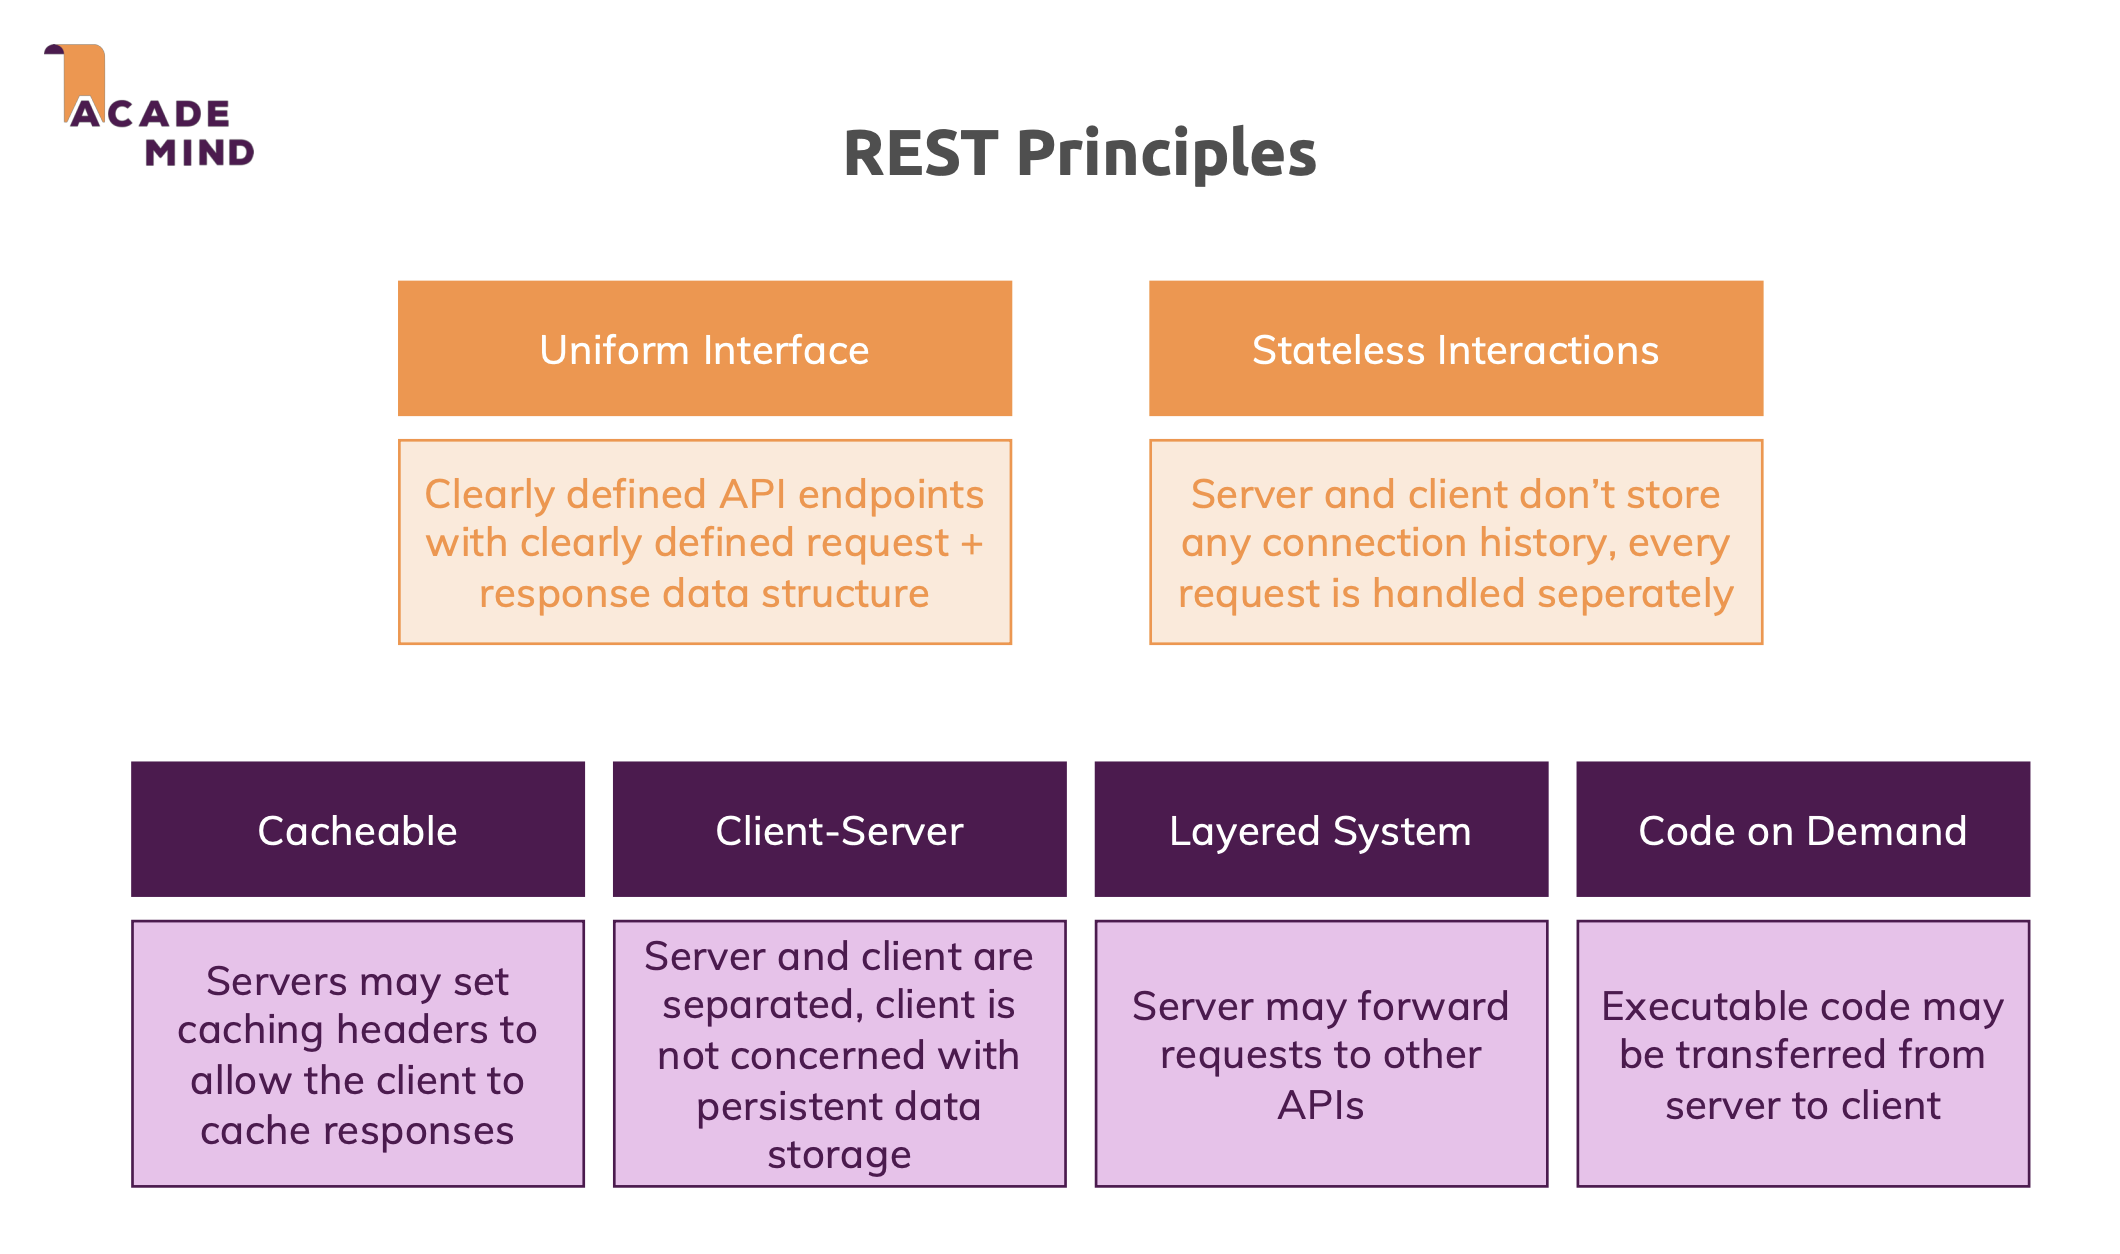 ACADE
MIND
REST Principles
Uniform Interface
Stateless Interactions
Clearly defined API endpoints
with clearly defined request +
response data structure
Server and client don’t store
any connection history, every
request is handled seperately
Cacheable
Client-Server
Layered System
Code on Demand
Servers may set
caching headers to
allow the client to
cache responses
Server and client are
separated, client is
not concerned with
persistent data
storage
Server may forward
requests to other
APIs
Executable code may
be transferred from
server to client